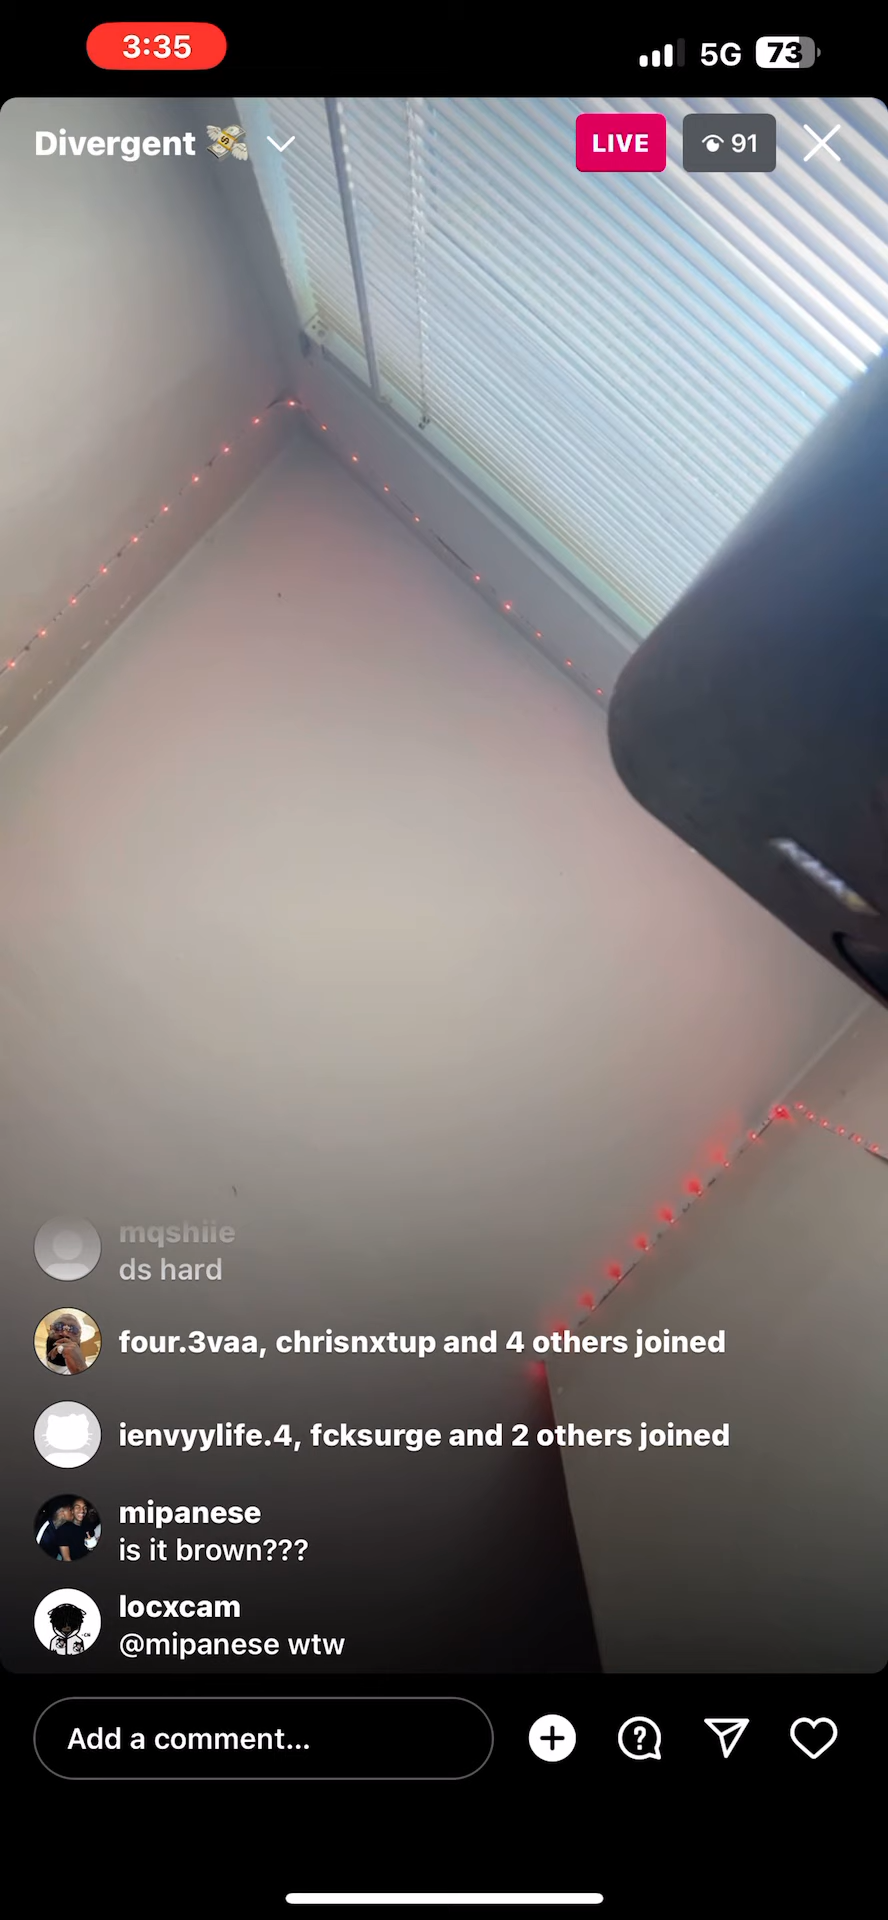 3:35
5G 73
Divergent 💸
LIVE
91
mqshiie
ds hard
four.3vaa, chrisnxtup and 4 others joined
ienvyylife.4, fcksurge and 2 others joined
mipanese
is it brown???
locxcam
@mipanese wtw
Add a comment...